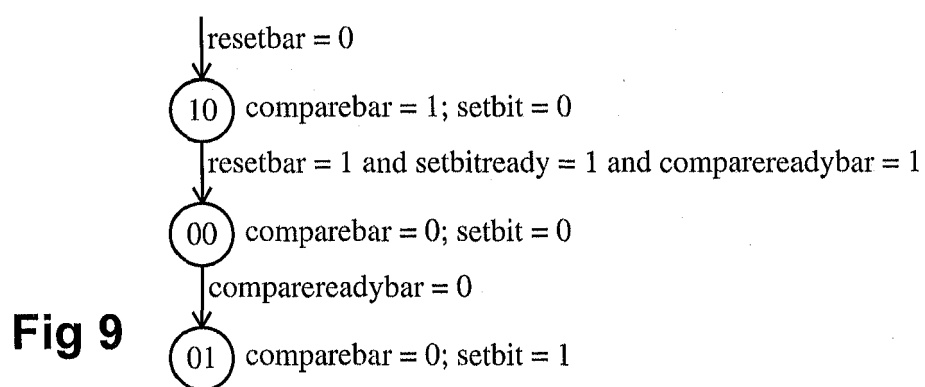 resetbar = 0
10 comparebar = 1; setbit = 0
resetbar = 1 and setbitready = 1 and comparereadybar = 1
00 comparebar = 0; setbit = 0
comparereadybar = 0
Fig 9
01 comparebar = 0; setbit = 1